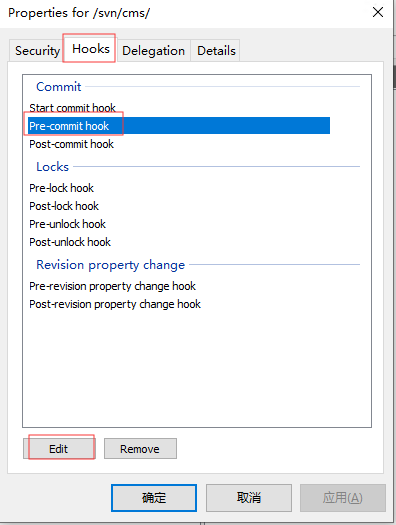 Properties for /svn/cms/
Security Hooks Delegation Details
Commit
Start commit hook
Pre-commit hook
Post-commit hook
Locks
Pre-lock hook
Post-lock hook
Pre-unlock hook
Post-unlock hook
Revision property change
Pre-revision property change hook
Post-revision property change hook
Edit Remove
确定 取消 应用(A)